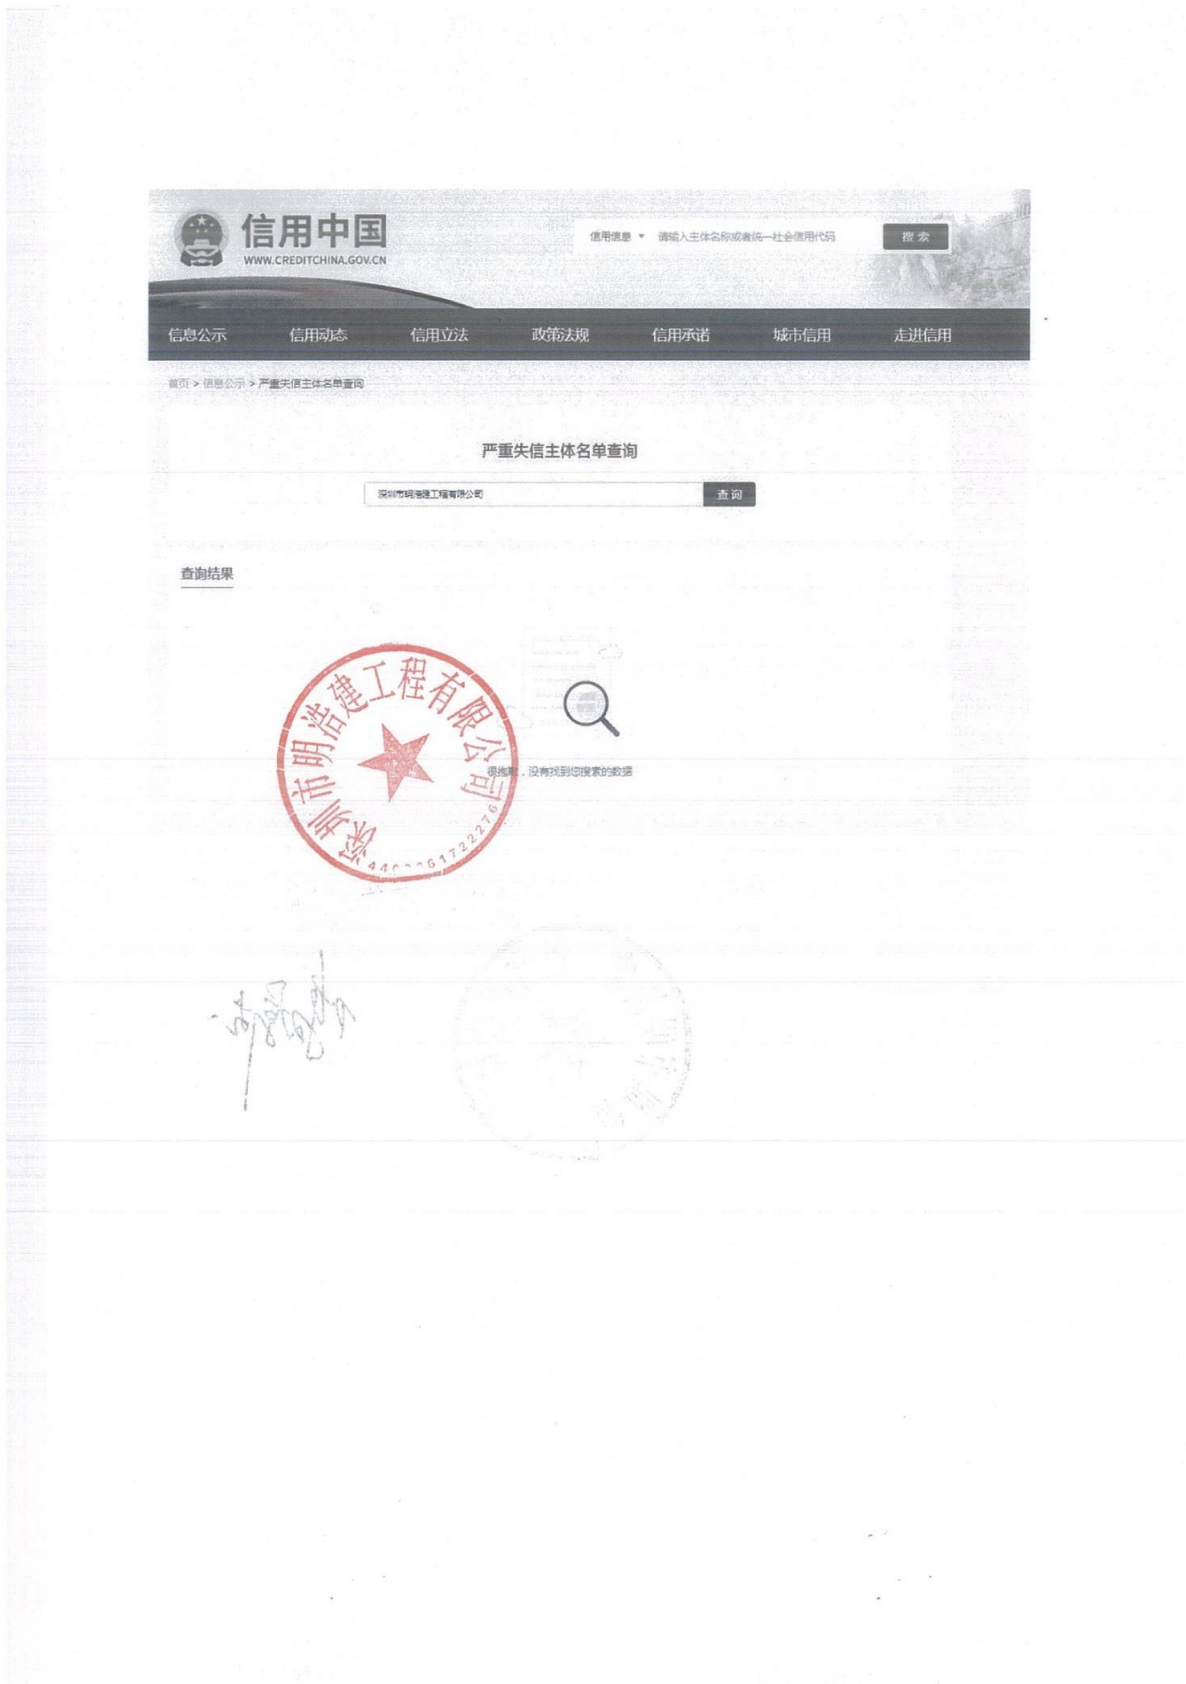 信用中国
WWW.CREDITCHINA.GOV.CN
信用信息 请输入主体名称或者统一社会信用代码 搜索
信息公示 信用动态 信用立法 政策法规 信用承诺 城市信用 走进信用
首页 > 信息公示 > 严重失信主体名单查询
严重失信主体名单查询
深圳市明浩建工程有限公司 查询
查询结果
深圳市明浩建工程有限公司
很抱歉，没有找到您搜索的数据